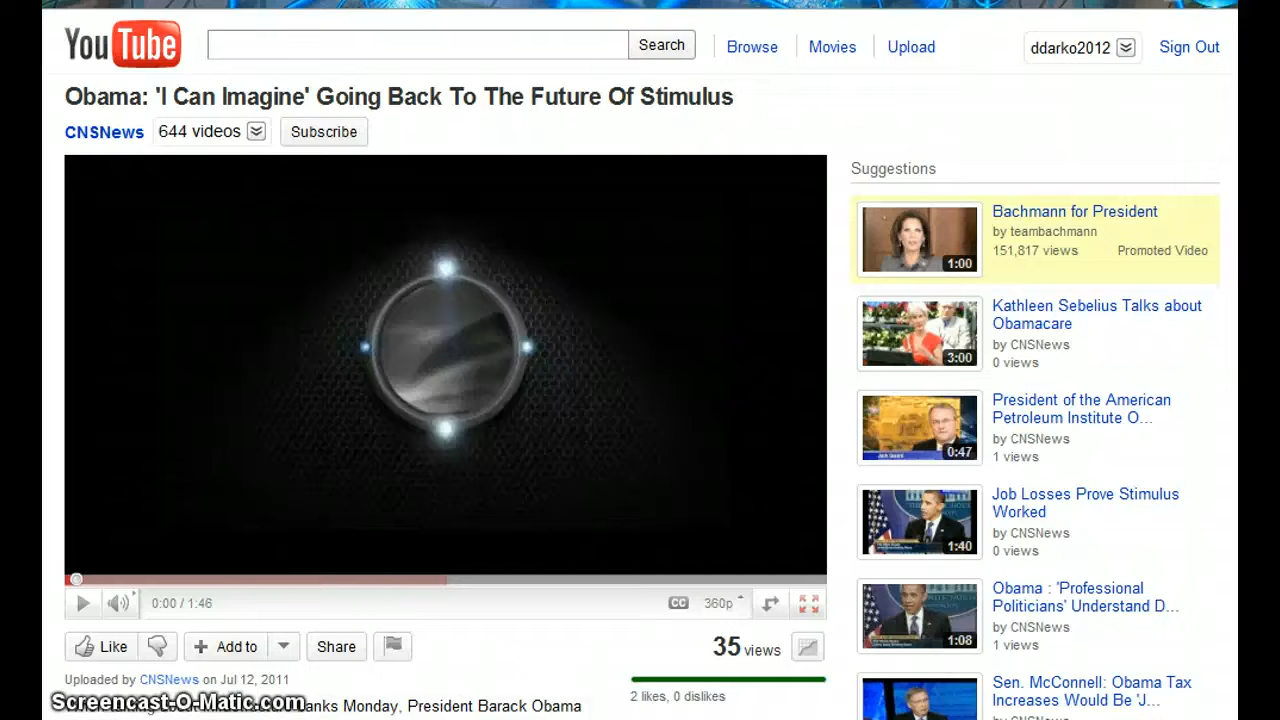 You Tube
Search
Browse
Movies
Upload
ddarko2012
Sign Out
Obama: 'I Can Imagine' Going Back To The Future Of Stimulus
CNSNews
644 videos
Subscribe
0:00 / 1:46
CC
360p
Like
Add to
Share
35 views
Uploaded by CNSNews on Jul 12, 2011
2 likes, 0 dislikes
Screencast-O-Matic.com
Monday, President Barack Obama
Suggestions
Bachmann for President
by teambachmann
151,817 views
Promoted Video
1:00
Kathleen Sebelius Talks about
Obamacare
by CNSNews
0 views
3:00
President of the American
Petroleum Institute O...
by CNSNews
1 views
0:47
Job Losses Prove Stimulus
Worked
by CNSNews
0 views
1:40
Obama : 'Professional
Politicians' Understand D...
by CNSNews
1 views
1:08
Sen. McConnell: Obama Tax
Increases Would Be 'J...